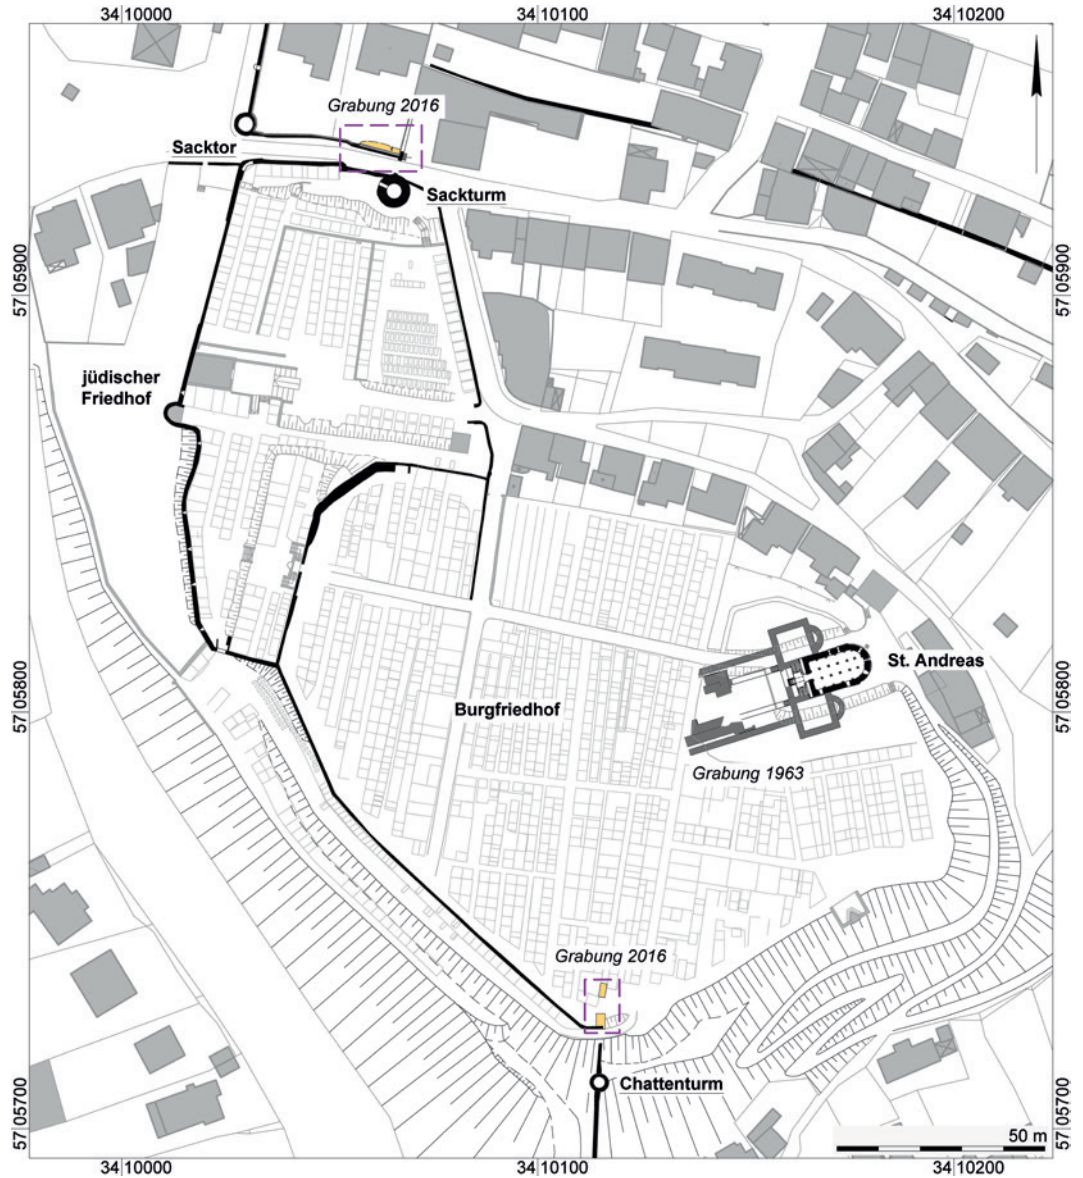 34|10000
34|10100
34|10200
Grabung 2016
Sacktor
Sackturm
57|05900
57|05900
jüdischer
Friedhof
St. Andreas
Burgfriedhof
57|05800
57|05800
Grabung 1963
Grabung 2016
Chattenturm
57|05700
57|05700
50 m
34|10000
34|10100
34|10200